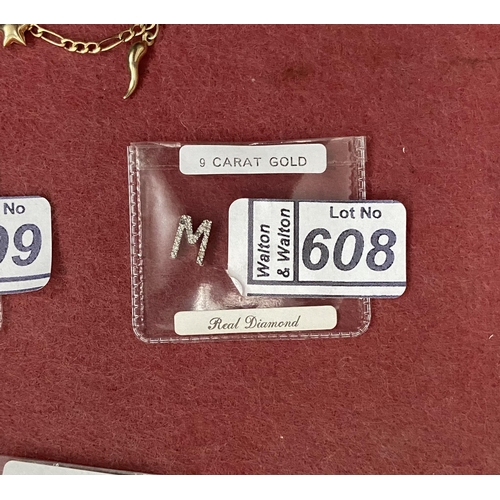 9 CARAT GOLD
M
Walton
& Walton
Lot No
608
Real Diamond
No
99